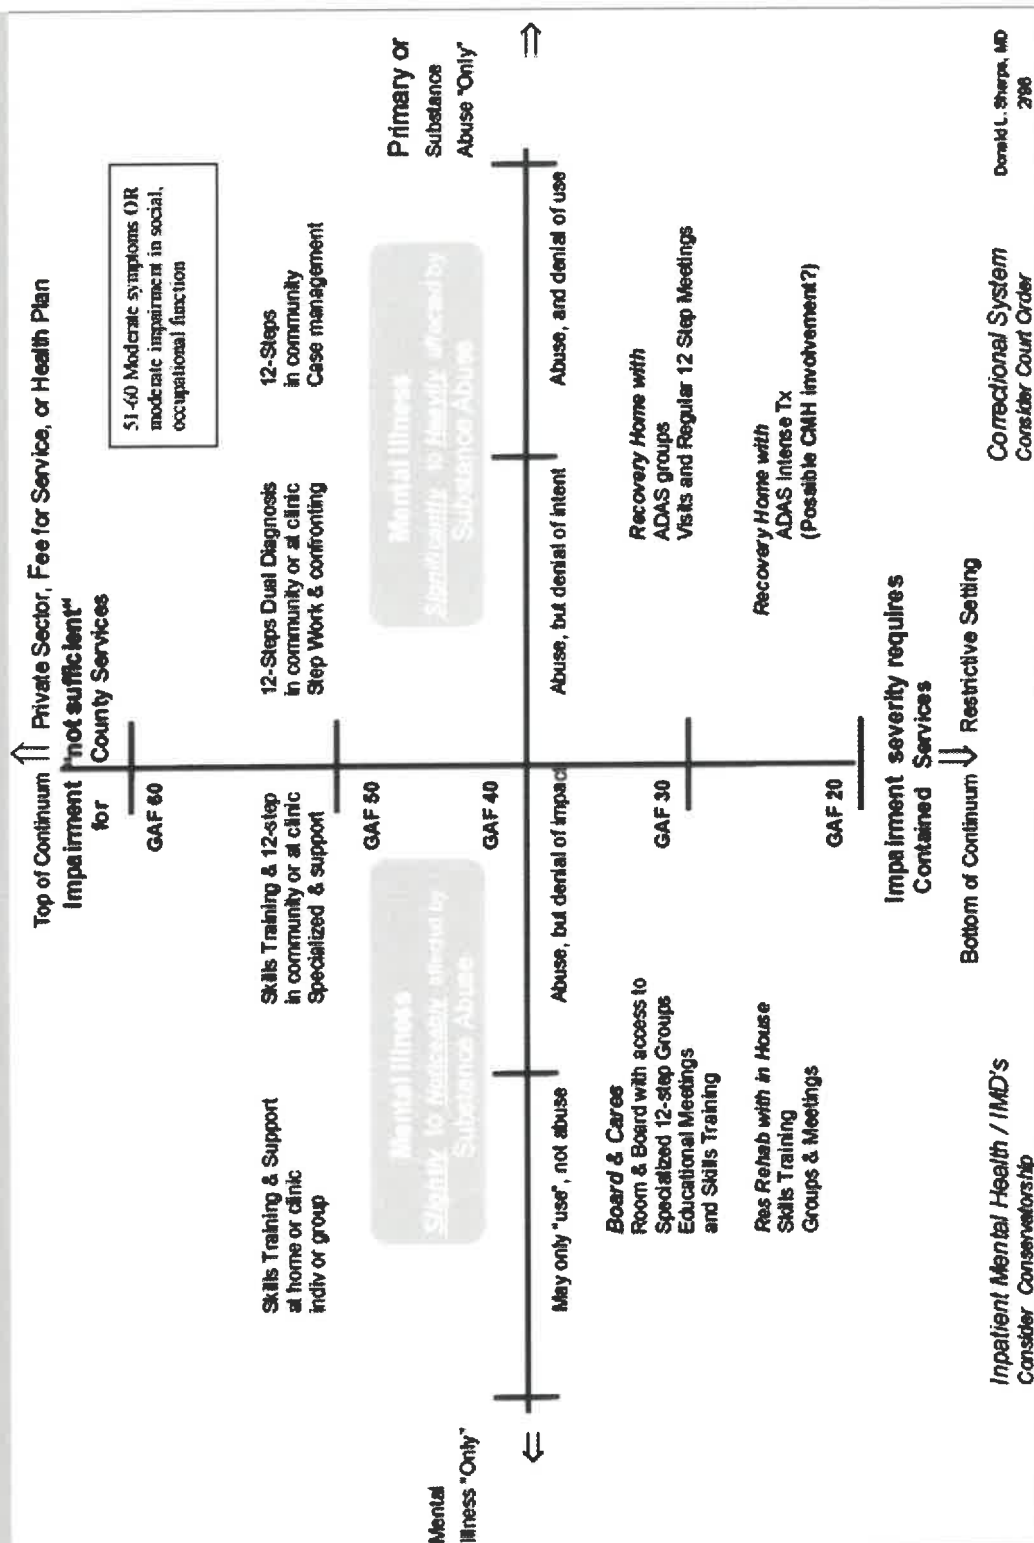 Top of Continuum ⇑ Private Sector, Fee for Service, or Health Plan
Impairment "not sufficient"
for County Services
GAF 60
51-60 Moderate symptoms OR
moderate impairment in social,
occupational function
Skills Training & Support
at home or clinic
indiv or group
Skills Training & 12-step
in community or at clinic
Specialized & support
12-Steps Dual Diagnosis
in community or at clinic
Step Work & confronting
12-Steps
in community
Case management
GAF 50
Mental Illness
Slightly to Noticeably affected by
Substance Abuse
Mental Illness
Significantly to Heavily affected by
Substance Abuse
Mental
Illness "Only"
Primary or
Substance
Abuse "Only"
GAF 40
⇐
⇒
May only "use", not abuse
Abuse, but denial of impact
Abuse, but denial of intent
Abuse, and denial of use
Board & Cares
Room & Board with access to
Specialized 12-step Groups
Educational Meetings
and Skills Training
GAF 30
Recovery Home with
ADAS groups
Visits and Regular 12 Step Meetings
Res Rehab with in House
Skills Training
Groups & Meetings
Recovery Home with
ADAS Intense Tx
(Possible CMH involvement?)
GAF 20
Impairment severity requires
Contained Services
Bottom of Continuum ⇓ Restrictive Setting
Inpatient Mental Health / IMD's
Consider Conservatorship
Correctional System
Consider Court Order
Donald L. Sharps, MD
2/96